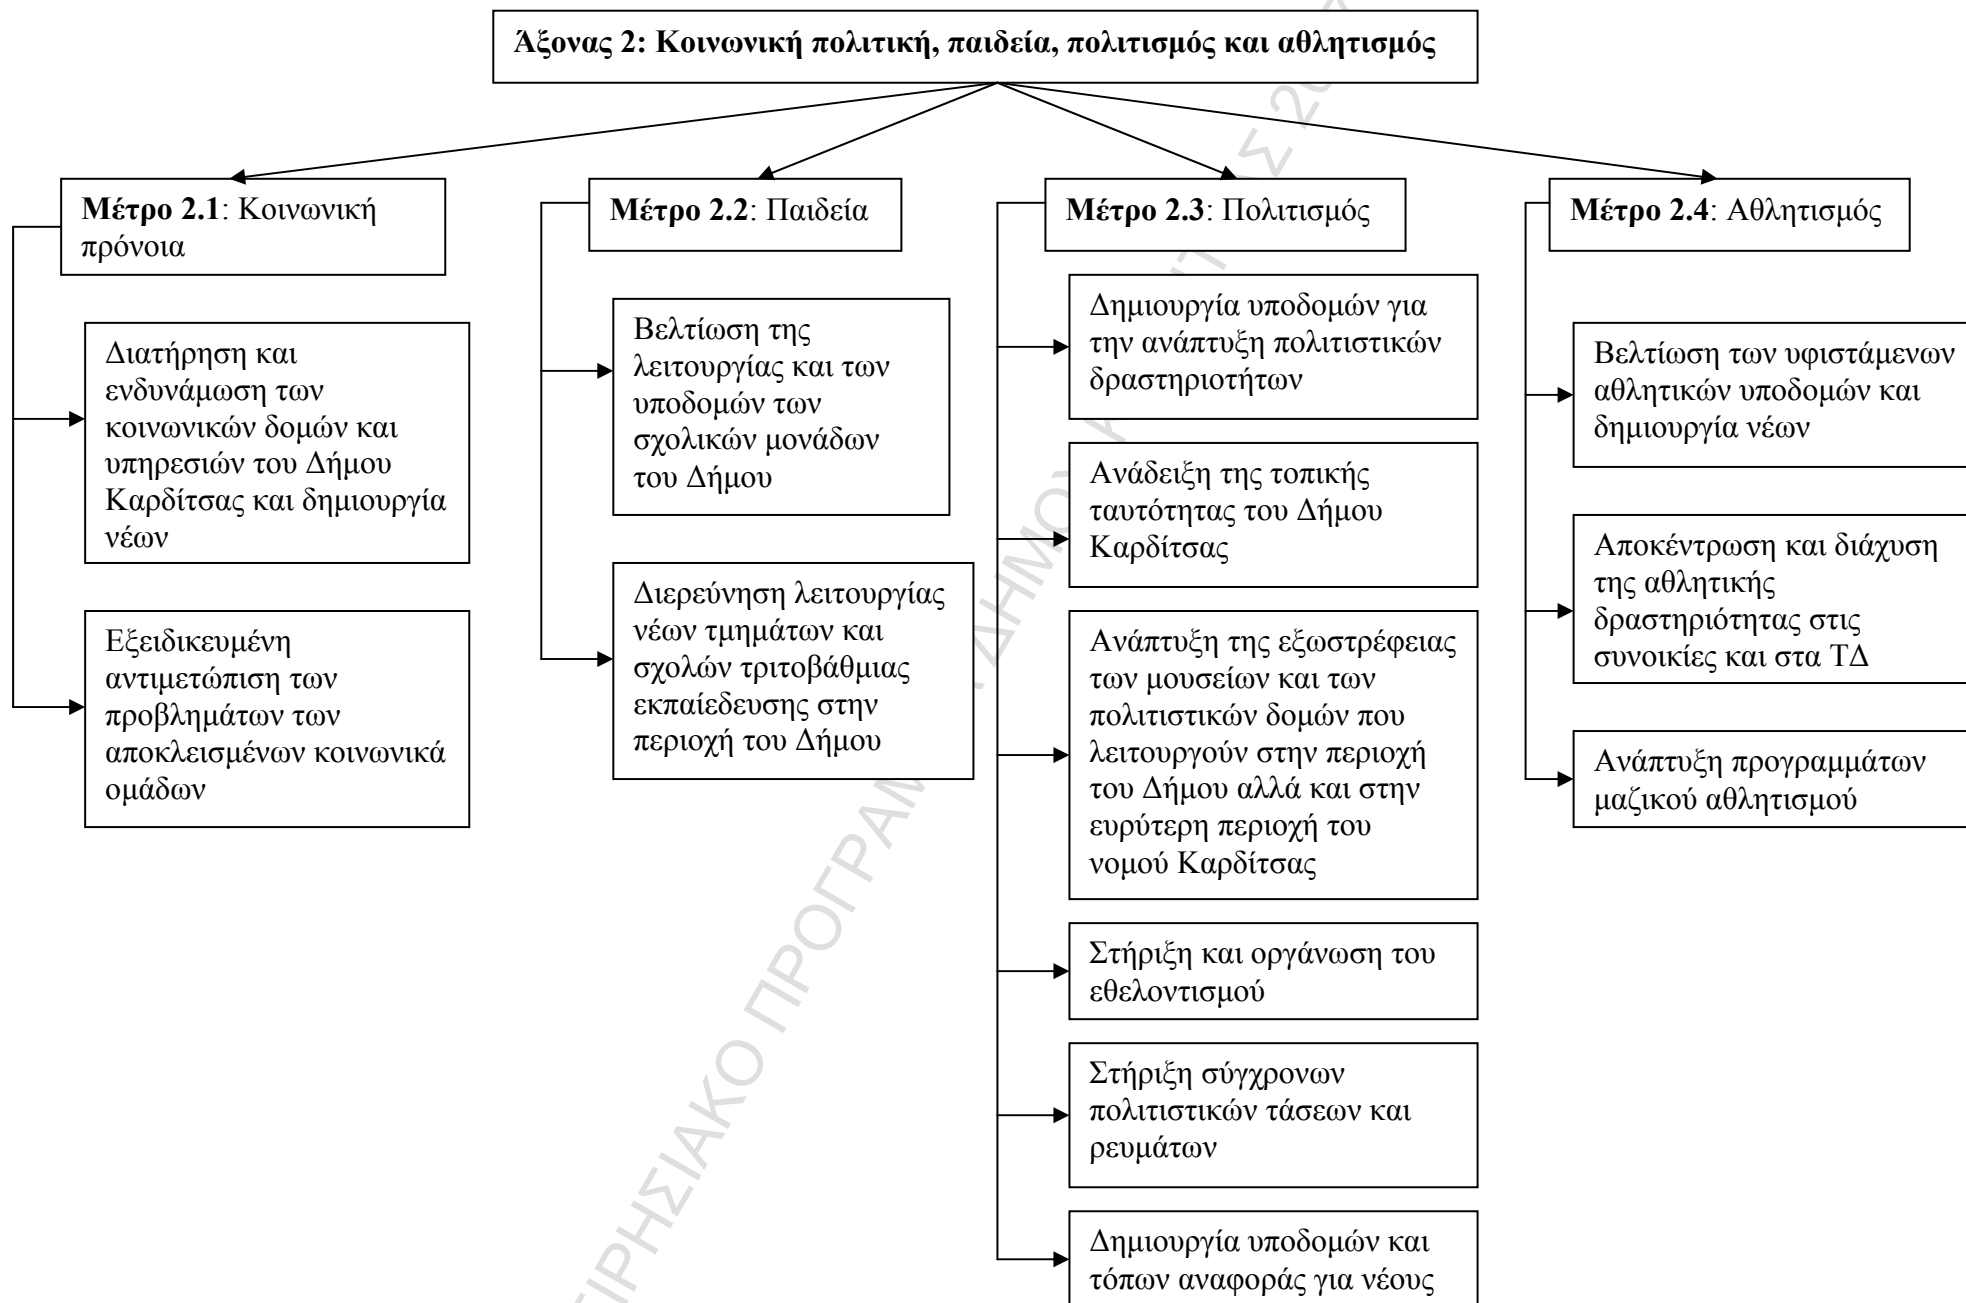 Άξονας 2: Κοινωνική πολιτική, παιδεία, πολιτισμός και αθλητισμός
Μέτρο 2.1: Κοινωνική
πρόνοια
Διατήρηση και
ενδυνάμωση των
κοινωνικών δομών και
υπηρεσιών του Δήμου
Καρδίτσας και δημιουργία
νέων
Εξειδικευμένη
αντιμετώπιση των
προβλημάτων των
αποκλεισμένων κοινωνικά
ομάδων
Μέτρο 2.2: Παιδεία
Βελτίωση της
λειτουργίας και των
υποδομών των
σχολικών μονάδων
του Δήμου
Διερεύνηση λειτουργίας
νέων τμημάτων και
σχολών τριτοβάθμιας
εκπαίεδευσης στην
περιοχή του Δήμου
Μέτρο 2.3: Πολιτισμός
Δημιουργία υποδομών για
την ανάπτυξη πολιτιστικών
δραστηριοτήτων
Ανάδειξη της τοπικής
ταυτότητας του Δήμου
Καρδίτσας
Ανάπτυξη της εξωστρέφειας
των μουσείων και των
πολιτιστικών δομών που
λειτουργούν στην περιοχή
του Δήμου αλλά και στην
ευρύτερη περιοχή του
νομού Καρδίτσας
Στήριξη και οργάνωση του
εθελοντισμού
Στήριξη σύγχρονων
πολιτιστικών τάσεων και
ρευμάτων
Δημιουργία υποδομών και
τόπων αναφοράς για νέους
Μέτρο 2.4: Αθλητισμός
Βελτίωση των υφιστάμενων
αθλητικών υποδομών και
δημιουργία νέων
Αποκέντρωση και διάχυση
της αθλητικής
δραστηριότητας στις
συνοικίες και στα ΤΔ
Ανάπτυξη προγραμμάτων
μαζικού αθλητισμού